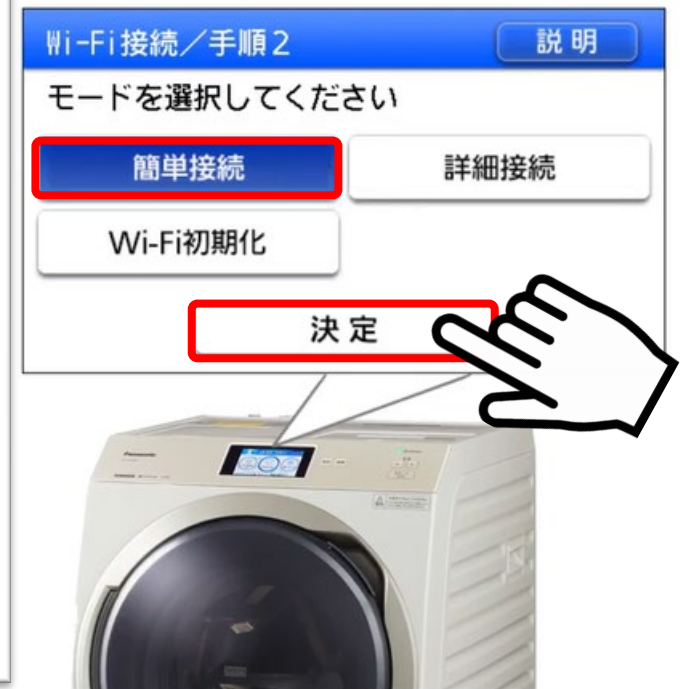 Wi-Fi接続／手順2
説明
モードを選択してください
簡単接続
詳細接続
Wi-Fi初期化
決定
Panasonic